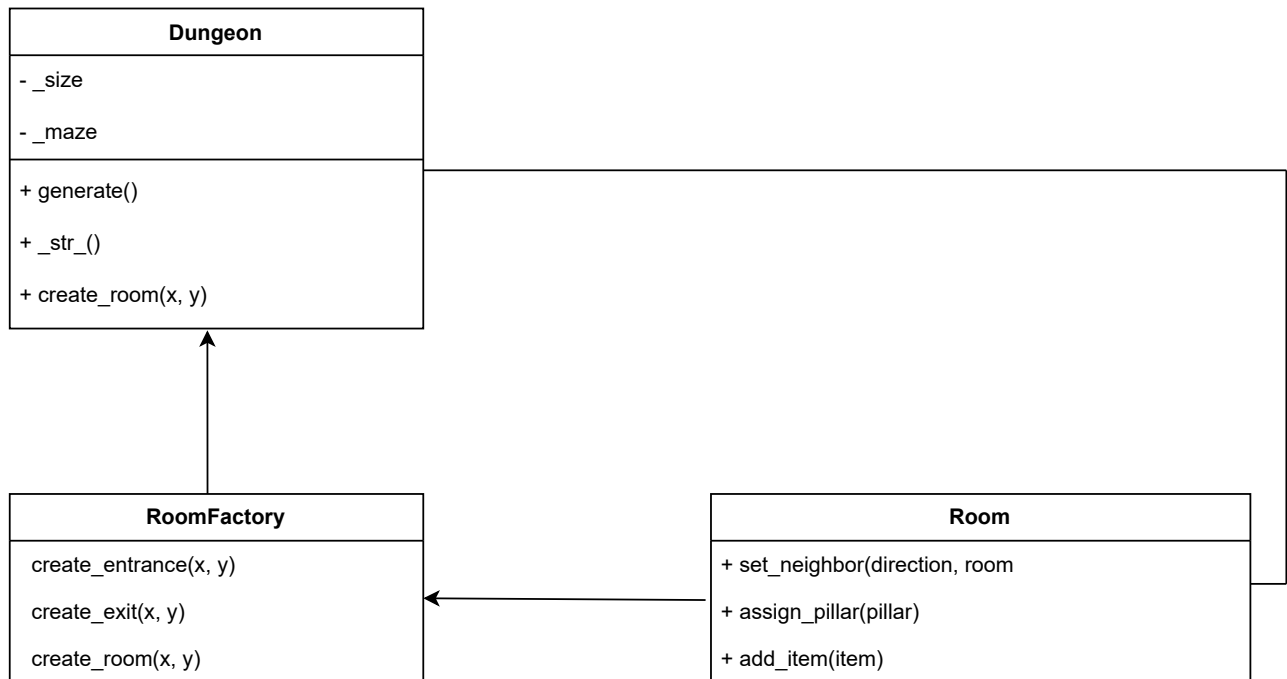 Dungeon
- _size
- _maze
+ generate()
+ _str_()
+ create_room(x, y)
RoomFactory
create_entrance(x, y)
create_exit(x, y)
create_room(x, y)
Room
+ set_neighbor(direction, room
+ assign_pillar(pillar)
+ add_item(item)